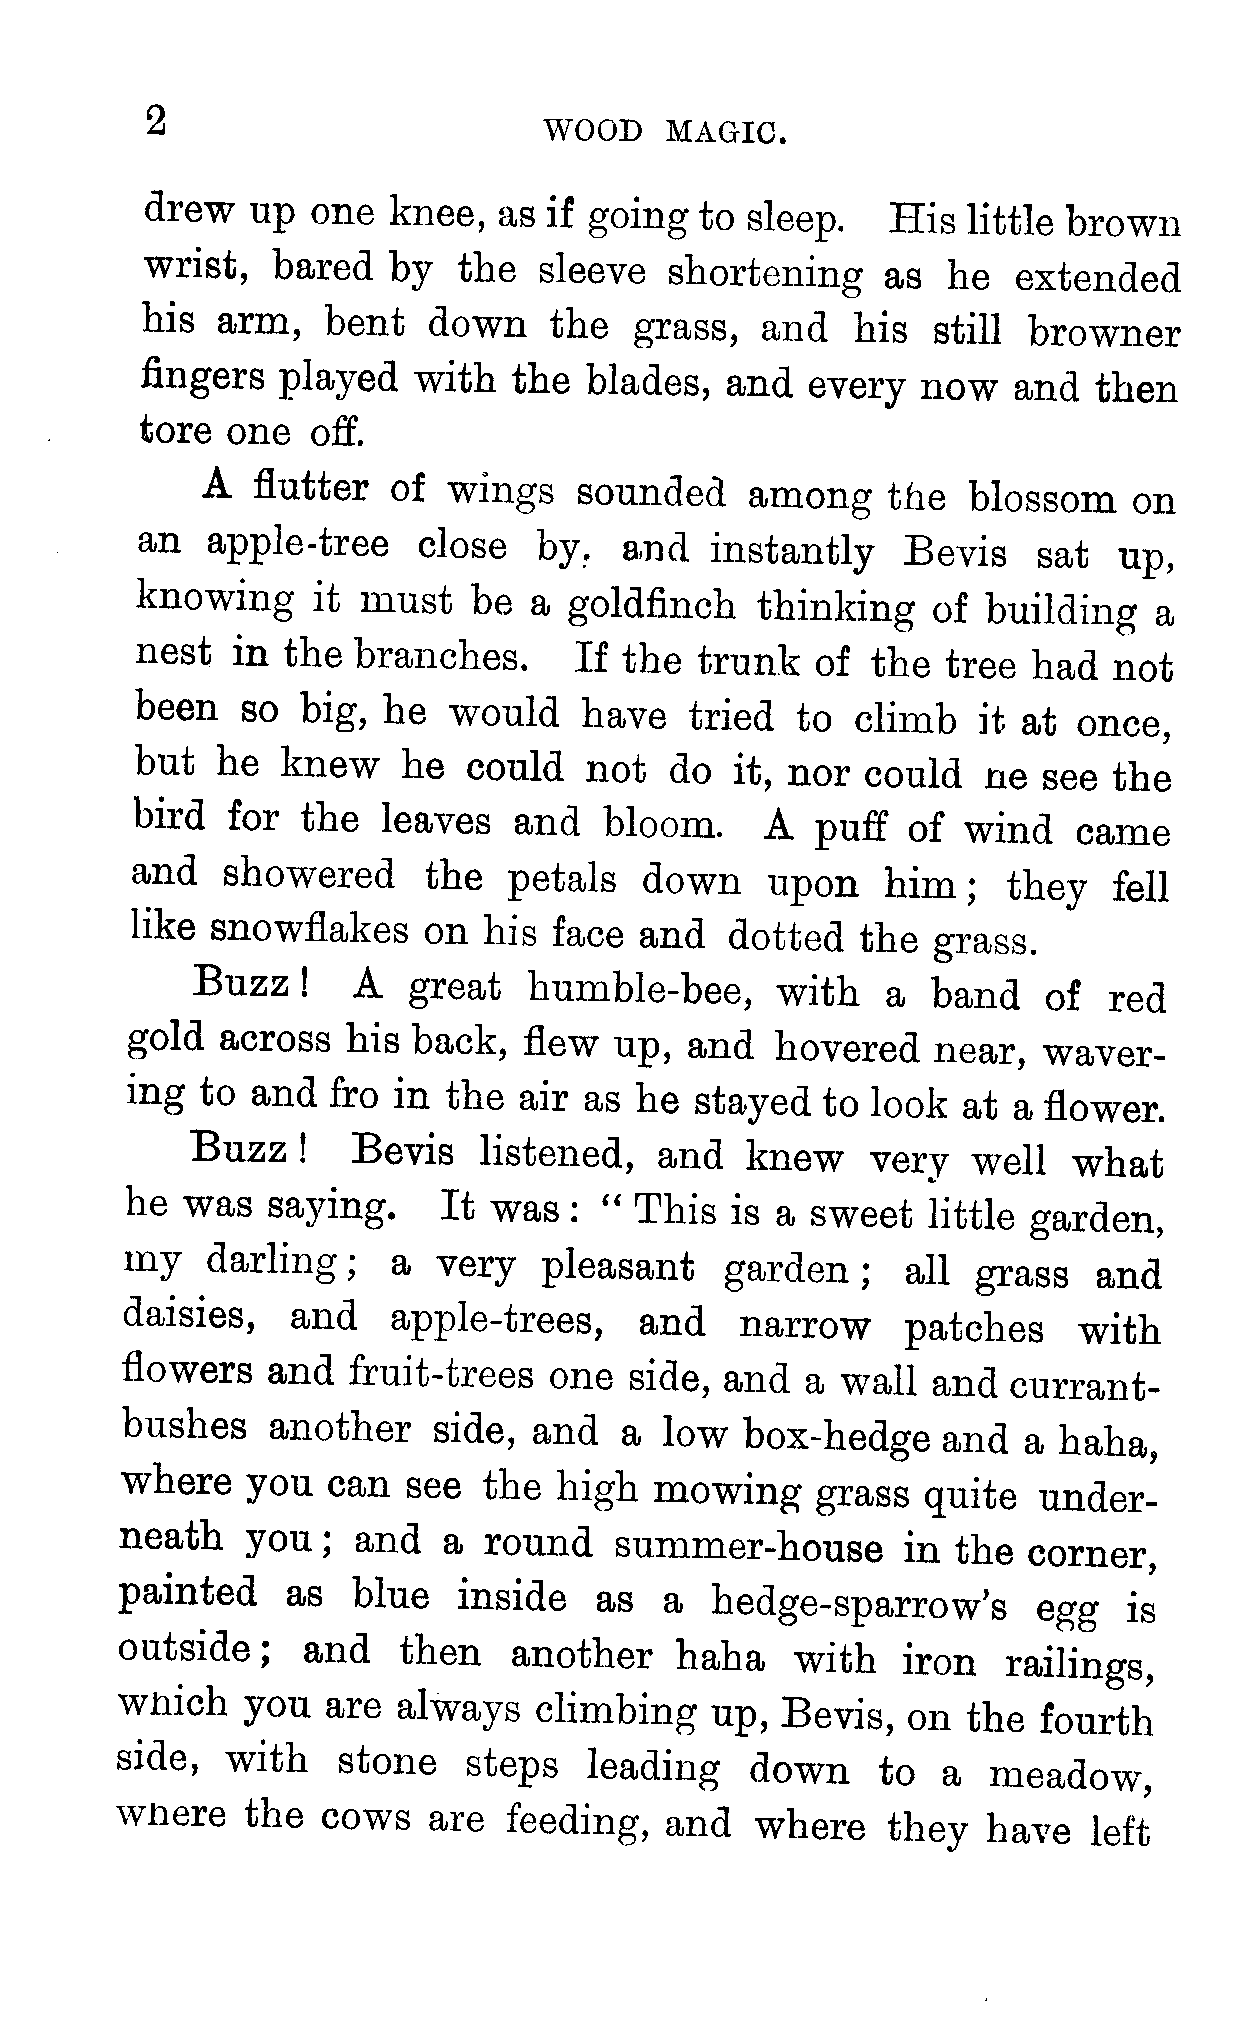 2
WOOD MAGIC.
drew up one knee, as if going to sleep. His little brown
wrist, bared by the sleeve shortening as he extended
his arm, bent down the grass, and his still browner
fingers played with the blades, and every now and then
tore one off.
A flutter of wings sounded among the blossom on
an apple-tree close by, and instantly Bevis sat up,
knowing it must be a goldfinch thinking of building a
nest in the branches. If the trunk of the tree had not
been so big, he would have tried to climb it at once,
but he knew he could not do it, nor could he see the
bird for the leaves and bloom. A puff of wind came
and showered the petals down upon him; they fell
like snowflakes on his face and dotted the grass.
Buzz! A great humble-bee, with a band of red
gold across his back, flew up, and hovered near, waver-
ing to and fro in the air as he stayed to look at a flower.
Buzz! Bevis listened, and knew very well what
he was saying. It was: "This is a sweet little garden,
my darling; a very pleasant garden; all grass and
daisies, and apple-trees, and narrow patches with
flowers and fruit-trees one side, and a wall and currant-
bushes another side, and a low box-hedge and a haha,
where you can see the high mowing grass quite under-
neath you; and a round summer-house in the corner,
painted as blue inside as a hedge-sparrow's egg is
outside; and then another haha with iron railings,
which you are always climbing up, Bevis, on the fourth
side, with stone steps leading down to a meadow,
where the cows are feeding, and where they have left